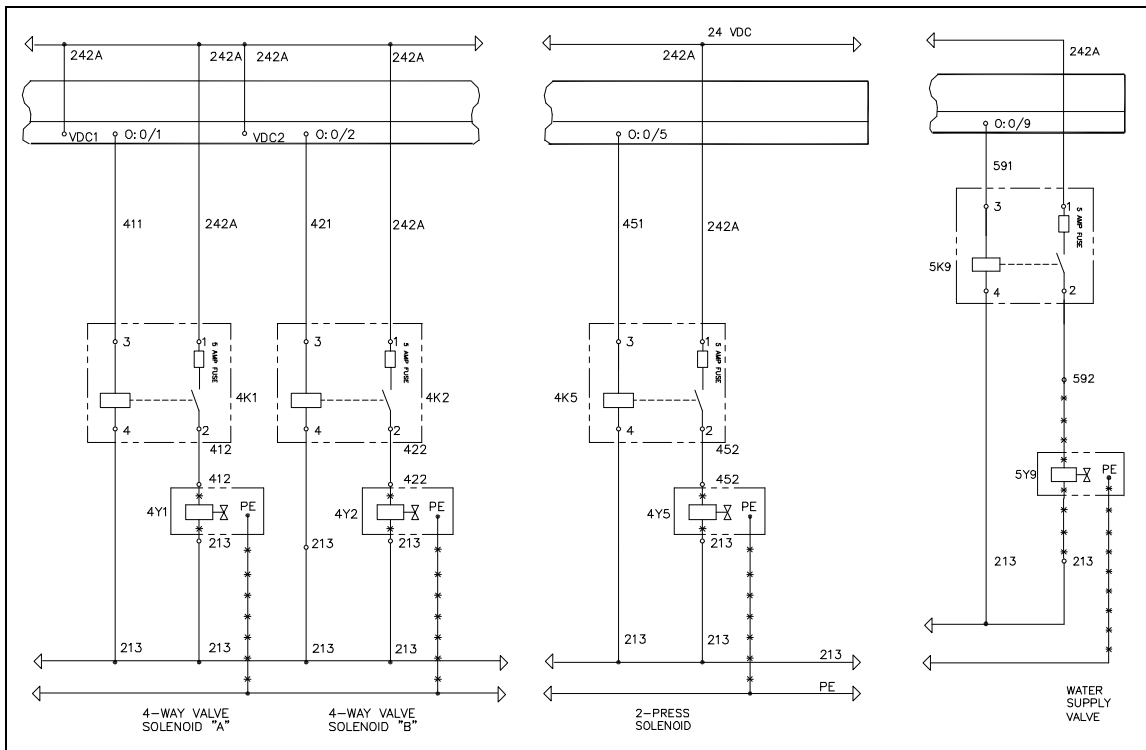 24 VDC
242A 242A 242A 242A
242A
242A
VDC1 O:0/1 VDC2 O:0/2
O:0/5
O:0/9
591
411 242A 421 242A
451 242A
3 1
5 AMP FUSE
5K9
4 2
3 1 3 1
5 AMP FUSE 5 AMP FUSE
4K1 4K2
4 2 4 2
3 1
5 AMP FUSE
4K5
4 2
592
412 422
452
412 422
452
4Y1 PE 4Y2 PE
4Y5 PE
5Y9 PE
213 213 213
213
213 213
213 213 213 213
213 213 213
PE
4-WAY VALVE
SOLENOID "A"
4-WAY VALVE
SOLENOID "B"
2-PRESS
SOLENOID
WATER
SUPPLY
VALVE